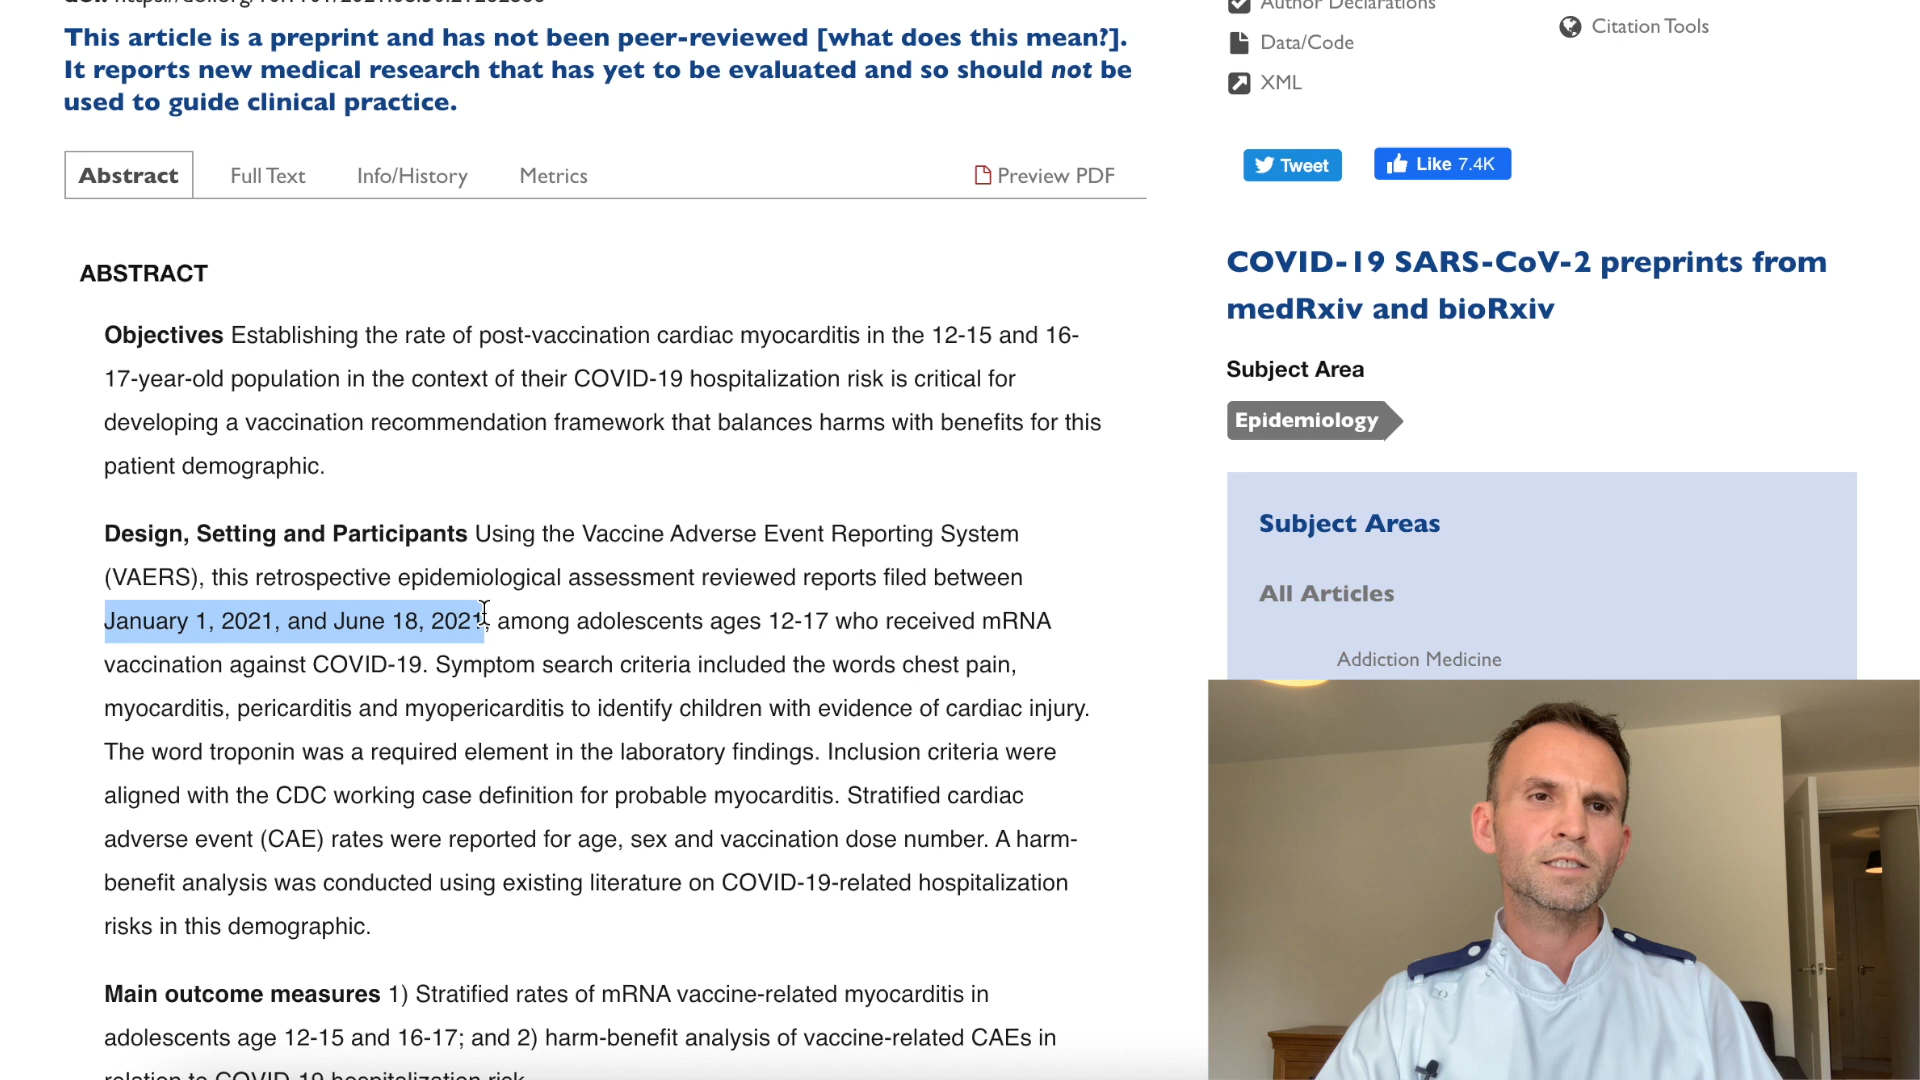 This article is a preprint and has not been peer-reviewed [what does this mean?].
It reports new medical research that has yet to be evaluated and so should not be
used to guide clinical practice.
Abstract Full Text Info/History Metrics Preview PDF
ABSTRACT
Objectives Establishing the rate of post-vaccination cardiac myocarditis in the 12-15 and 16-
17-year-old population in the context of their COVID-19 hospitalization risk is critical for
developing a vaccination recommendation framework that balances harms with benefits for this
patient demographic.
Design, Setting and Participants Using the Vaccine Adverse Event Reporting System
(VAERS), this retrospective epidemiological assessment reviewed reports filed between
January 1, 2021, and June 18, 2021, among adolescents ages 12-17 who received mRNA
vaccination against COVID-19. Symptom search criteria included the words chest pain,
myocarditis, pericarditis and myopericarditis to identify children with evidence of cardiac injury.
The word troponin was a required element in the laboratory findings. Inclusion criteria were
aligned with the CDC working case definition for probable myocarditis. Stratified cardiac
adverse event (CAE) rates were reported for age, sex and vaccination dose number. A harm-
benefit analysis was conducted using existing literature on COVID-19-related hospitalization
risks in this demographic.
Main outcome measures 1) Stratified rates of mRNA vaccine-related myocarditis in
adolescents age 12-15 and 16-17; and 2) harm-benefit analysis of vaccine-related CAEs in
relation to COVID-19 hospitalization risk.
Author Declarations
Citation Tools
Data/Code
XML
Tweet
Like 7.4K
COVID-19 SARS-CoV-2 preprints from
medRxiv and bioRxiv
Subject Area
Epidemiology
Subject Areas
All Articles
Addiction Medicine